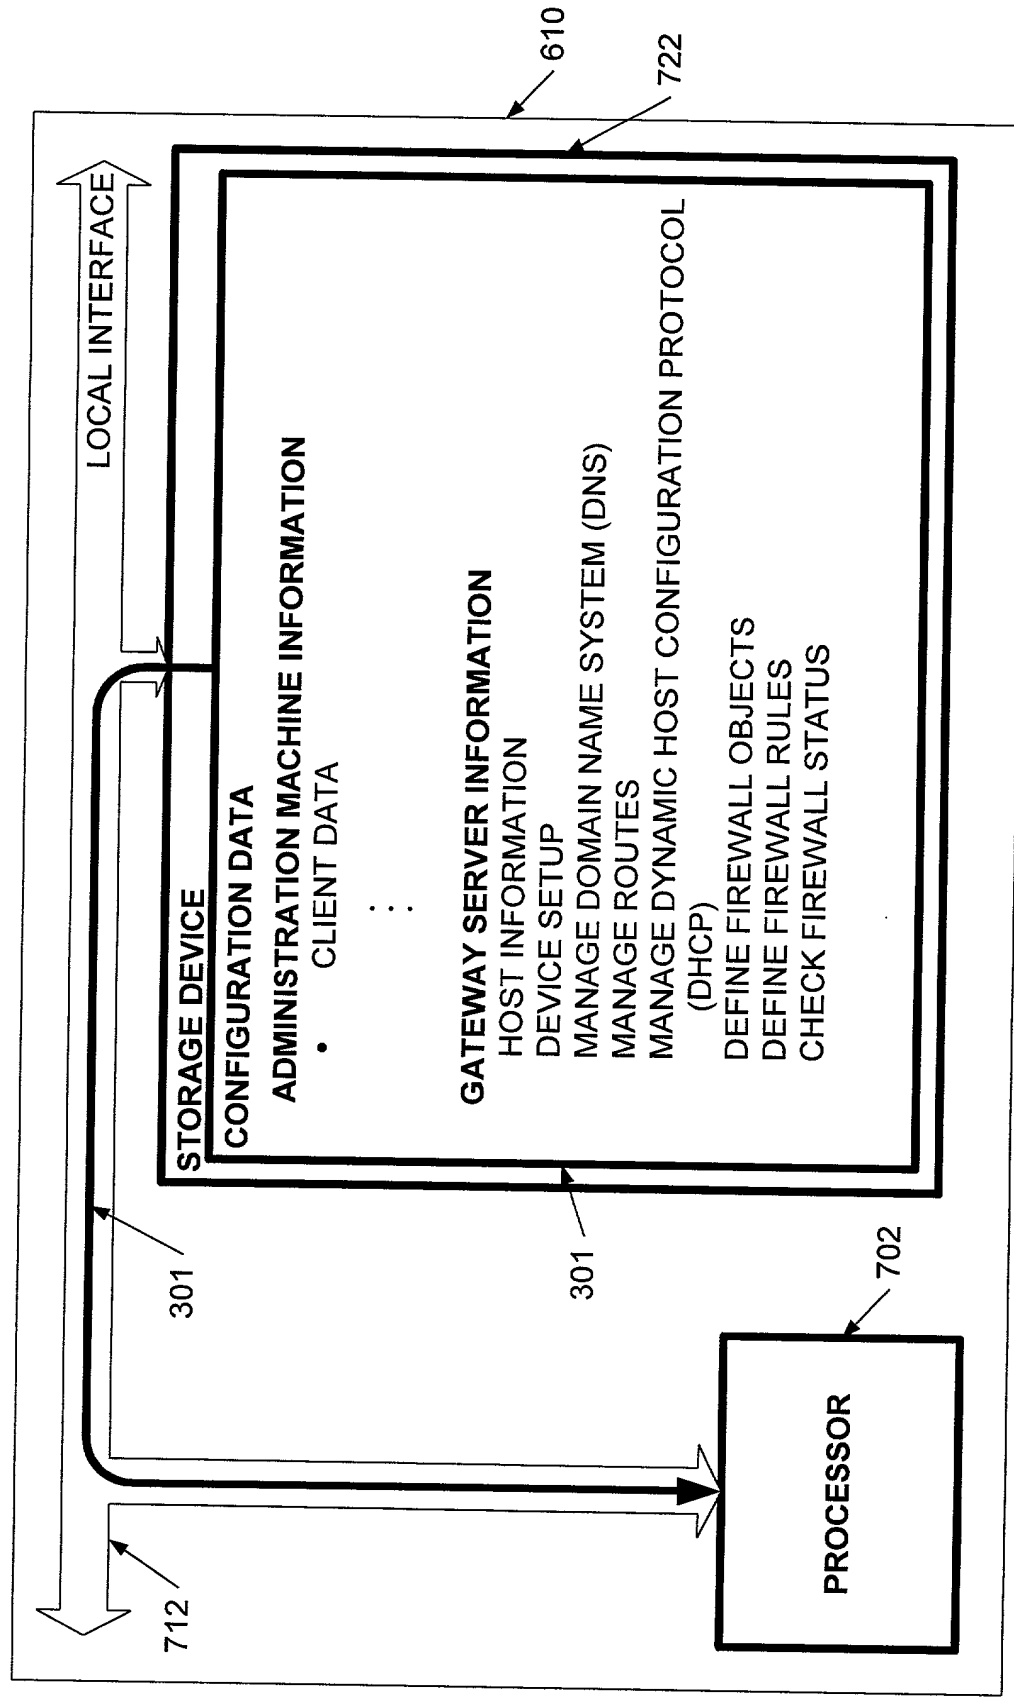 LOCAL INTERFACE
610
722
STORAGE DEVICE
CONFIGURATION DATA
ADMINISTRATION MACHINE INFORMATION
• CLIENT DATA
. . .
GATEWAY SERVER INFORMATION
HOST INFORMATION
DEVICE SETUP
MANAGE DOMAIN NAME SYSTEM (DNS)
MANAGE ROUTES
MANAGE DYNAMIC HOST CONFIGURATION PROTOCOL
(DHCP)
DEFINE FIREWALL OBJECTS
DEFINE FIREWALL RULES
CHECK FIREWALL STATUS
301
301
712
702
PROCESSOR